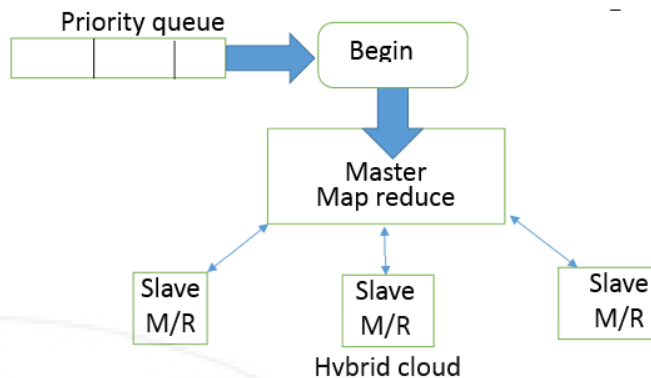 Priority queue
Begin
Master
Map reduce
Slave
M/R
Slave
M/R
Slave
M/R
Hybrid cloud